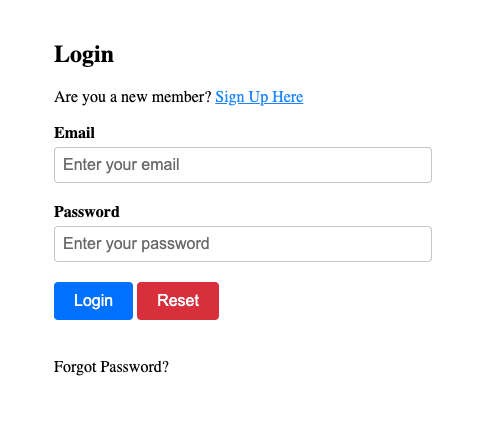 Login
Are you a new member? Sign Up Here
Email
Enter your email
Password
Enter your password
Login Reset
Forgot Password?